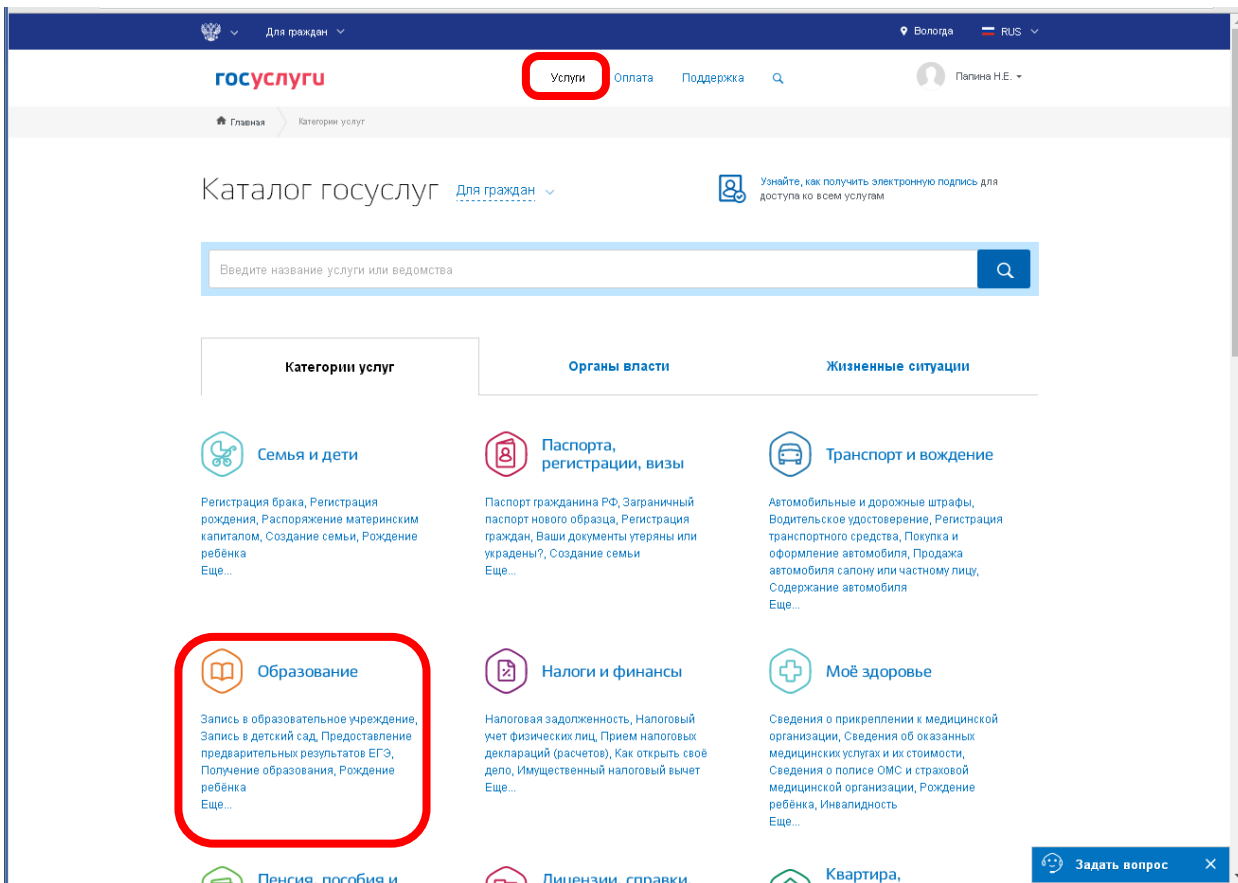 Для граждан
Вологда
RUS
госуслуги
Услуги
Оплата
Поддержка
Папина Н.Е.
Главная
Категории услуг
Каталог госуслуг
Для граждан
Узнайте, как получить электронную подпись для
доступа ко всем услугам
Введите название услуги или ведомства
Категории услуг
Органы власти
Жизненные ситуации
Семья и дети
Регистрация брака, Регистрация
рождения, Распоряжение материнским
капиталом, Создание семьи, Рождение
ребёнка
Еще...
Паспорта,
регистрации, визы
Паспорт гражданина РФ, Заграничный
паспорт нового образца, Регистрация
граждан, Ваши документы утеряны или
украдены?, Создание семьи
Еще...
Транспорт и вождение
Автомобильные и дорожные штрафы,
Водительское удостоверение, Регистрация
транспортного средства, Покупка и
оформление автомобиля, Продажа
автомобиля салону или частному лицу,
Содержание автомобиля
Еще...
Образование
Запись в образовательное учреждение,
Запись в детский сад, Предоставление
предварительных результатов ЕГЭ,
Получение образования, Рождение
ребёнка
Еще...
Налоги и финансы
Налоговая задолженность, Налоговый
учет физических лиц, Прием налоговых
деклараций (расчетов), Как открыть своё
дело, Имущественный налоговый вычет
Еще...
Моё здоровье
Сведения о прикреплении к медицинской
организации, Сведения об оказанных
медицинских услугах и их стоимости,
Сведения о полисе ОМС и страховой
медицинской организации, Рождение
ребёнка, Инвалидность
Еще...
Пенсия, пособия и
Лицензии, справки,
Квартира,
Задать вопрос